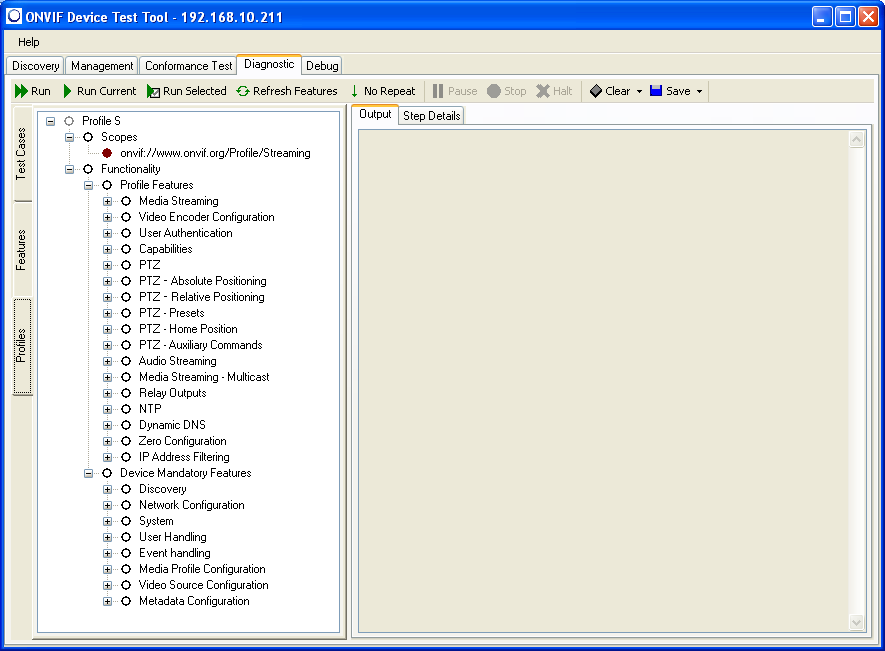 ONVIF Device Test Tool - 192.168.10.211
Help
Discovery Management Conformance Test Diagnostic Debug
Run Run Current Run Selected Refresh Features No Repeat Pause Stop Halt Clear Save
Test Cases
Features
Profiles
Profile S
Scopes
onvif://www.onvif.org/Profile/Streaming
Functionality
Profile Features
Media Streaming
Video Encoder Configuration
User Authentication
Capabilities
PTZ
PTZ - Absolute Positioning
PTZ - Relative Positioning
PTZ - Presets
PTZ - Home Position
PTZ - Auxiliary Commands
Audio Streaming
Media Streaming - Multicast
Relay Outputs
NTP
Dynamic DNS
Zero Configuration
IP Address Filtering
Device Mandatory Features
Discovery
Network Configuration
System
User Handling
Event handling
Media Profile Configuration
Video Source Configuration
Metadata Configuration
Output Step Details